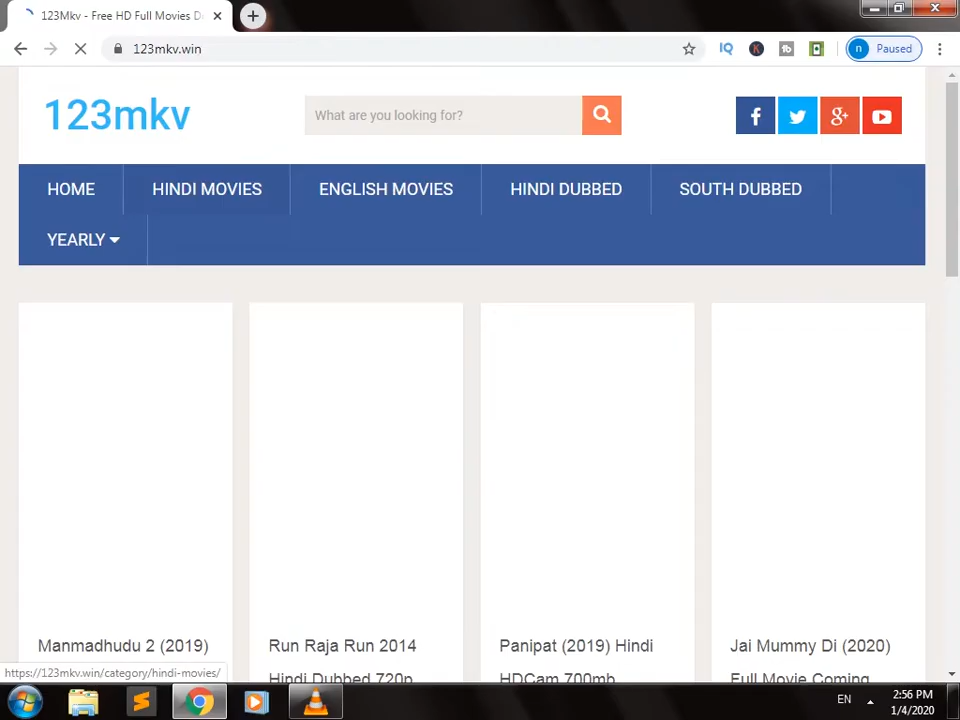 123Mkv - Free HD Full Movies D
123mkv.win
IQ
K
tb
n Paused
123mkv
What are you looking for?
f
g+
HOME
HINDI MOVIES
ENGLISH MOVIES
HINDI DUBBED
SOUTH DUBBED
YEARLY
Manmadhudu 2 (2019)
Run Raja Run 2014
Hindi Dubbed 720p
Panipat (2019) Hindi
HDCam 700mb
Jai Mummy Di (2020)
Full Movie Coming
https://123mkv.win/category/hindi-movies/
EN
2:56 PM
1/4/2020